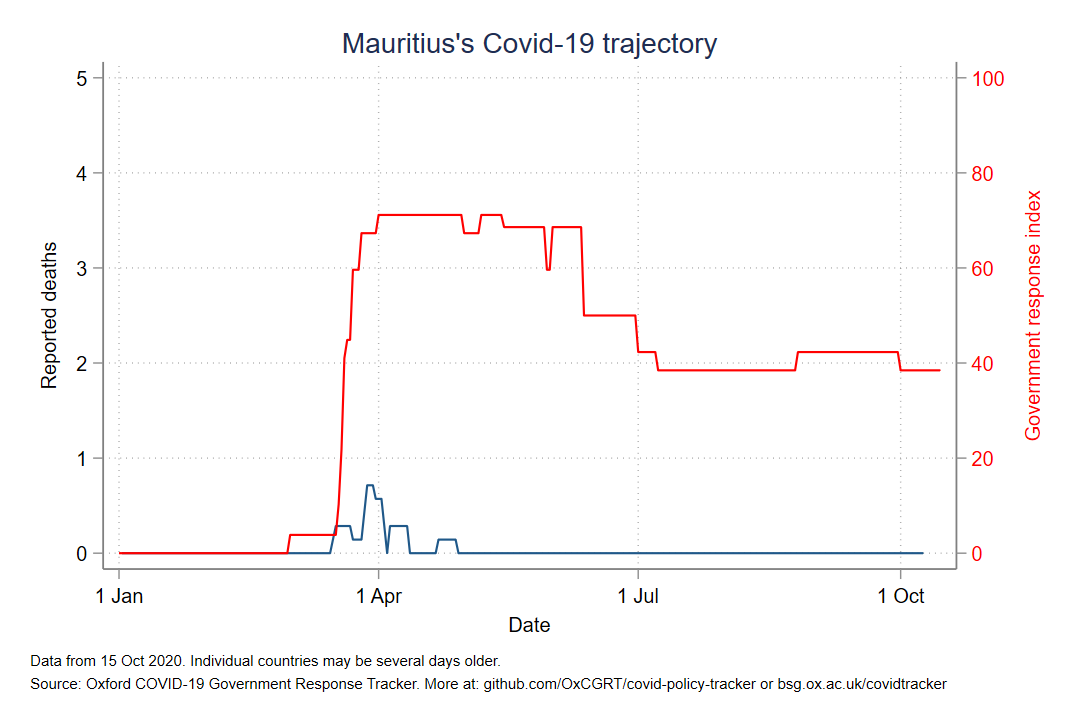 Mauritius's Covid-19 trajectory
5
4
3
2
1
0
Reported deaths
100
80
60
40
20
0
Government response index
1 Jan
1 Apr
1 Jul
1 Oct
Date
Data from 15 Oct 2020. Individual countries may be several days older.
Source: Oxford COVID-19 Government Response Tracker. More at: github.com/OxCGRT/covid-policy-tracker or bsg.ox.ac.uk/covidtracker